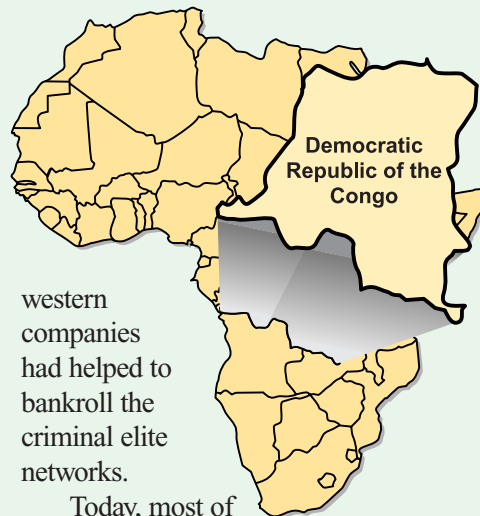 Democratic
Republic of the
Congo
western
companies
had helped to
bankroll the
criminal elite
networks.
Today, most of